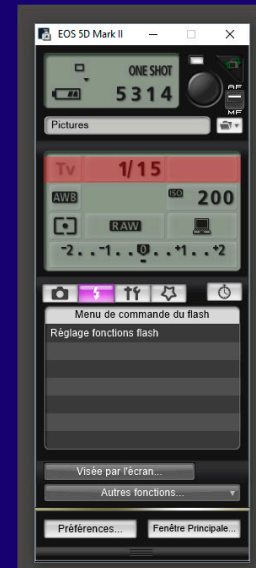 EOS 5D Mark II
ONE SHOT
5314
AF
MF
Pictures
Tv 1/15
AWB ISO 200
RAW
-2..-1..0..+1..+2
Menu de commande du flash
Réglage fonctions flash
Visée par l'écran...
Autres fonctions...
Préférences... Fenêtre Principale...